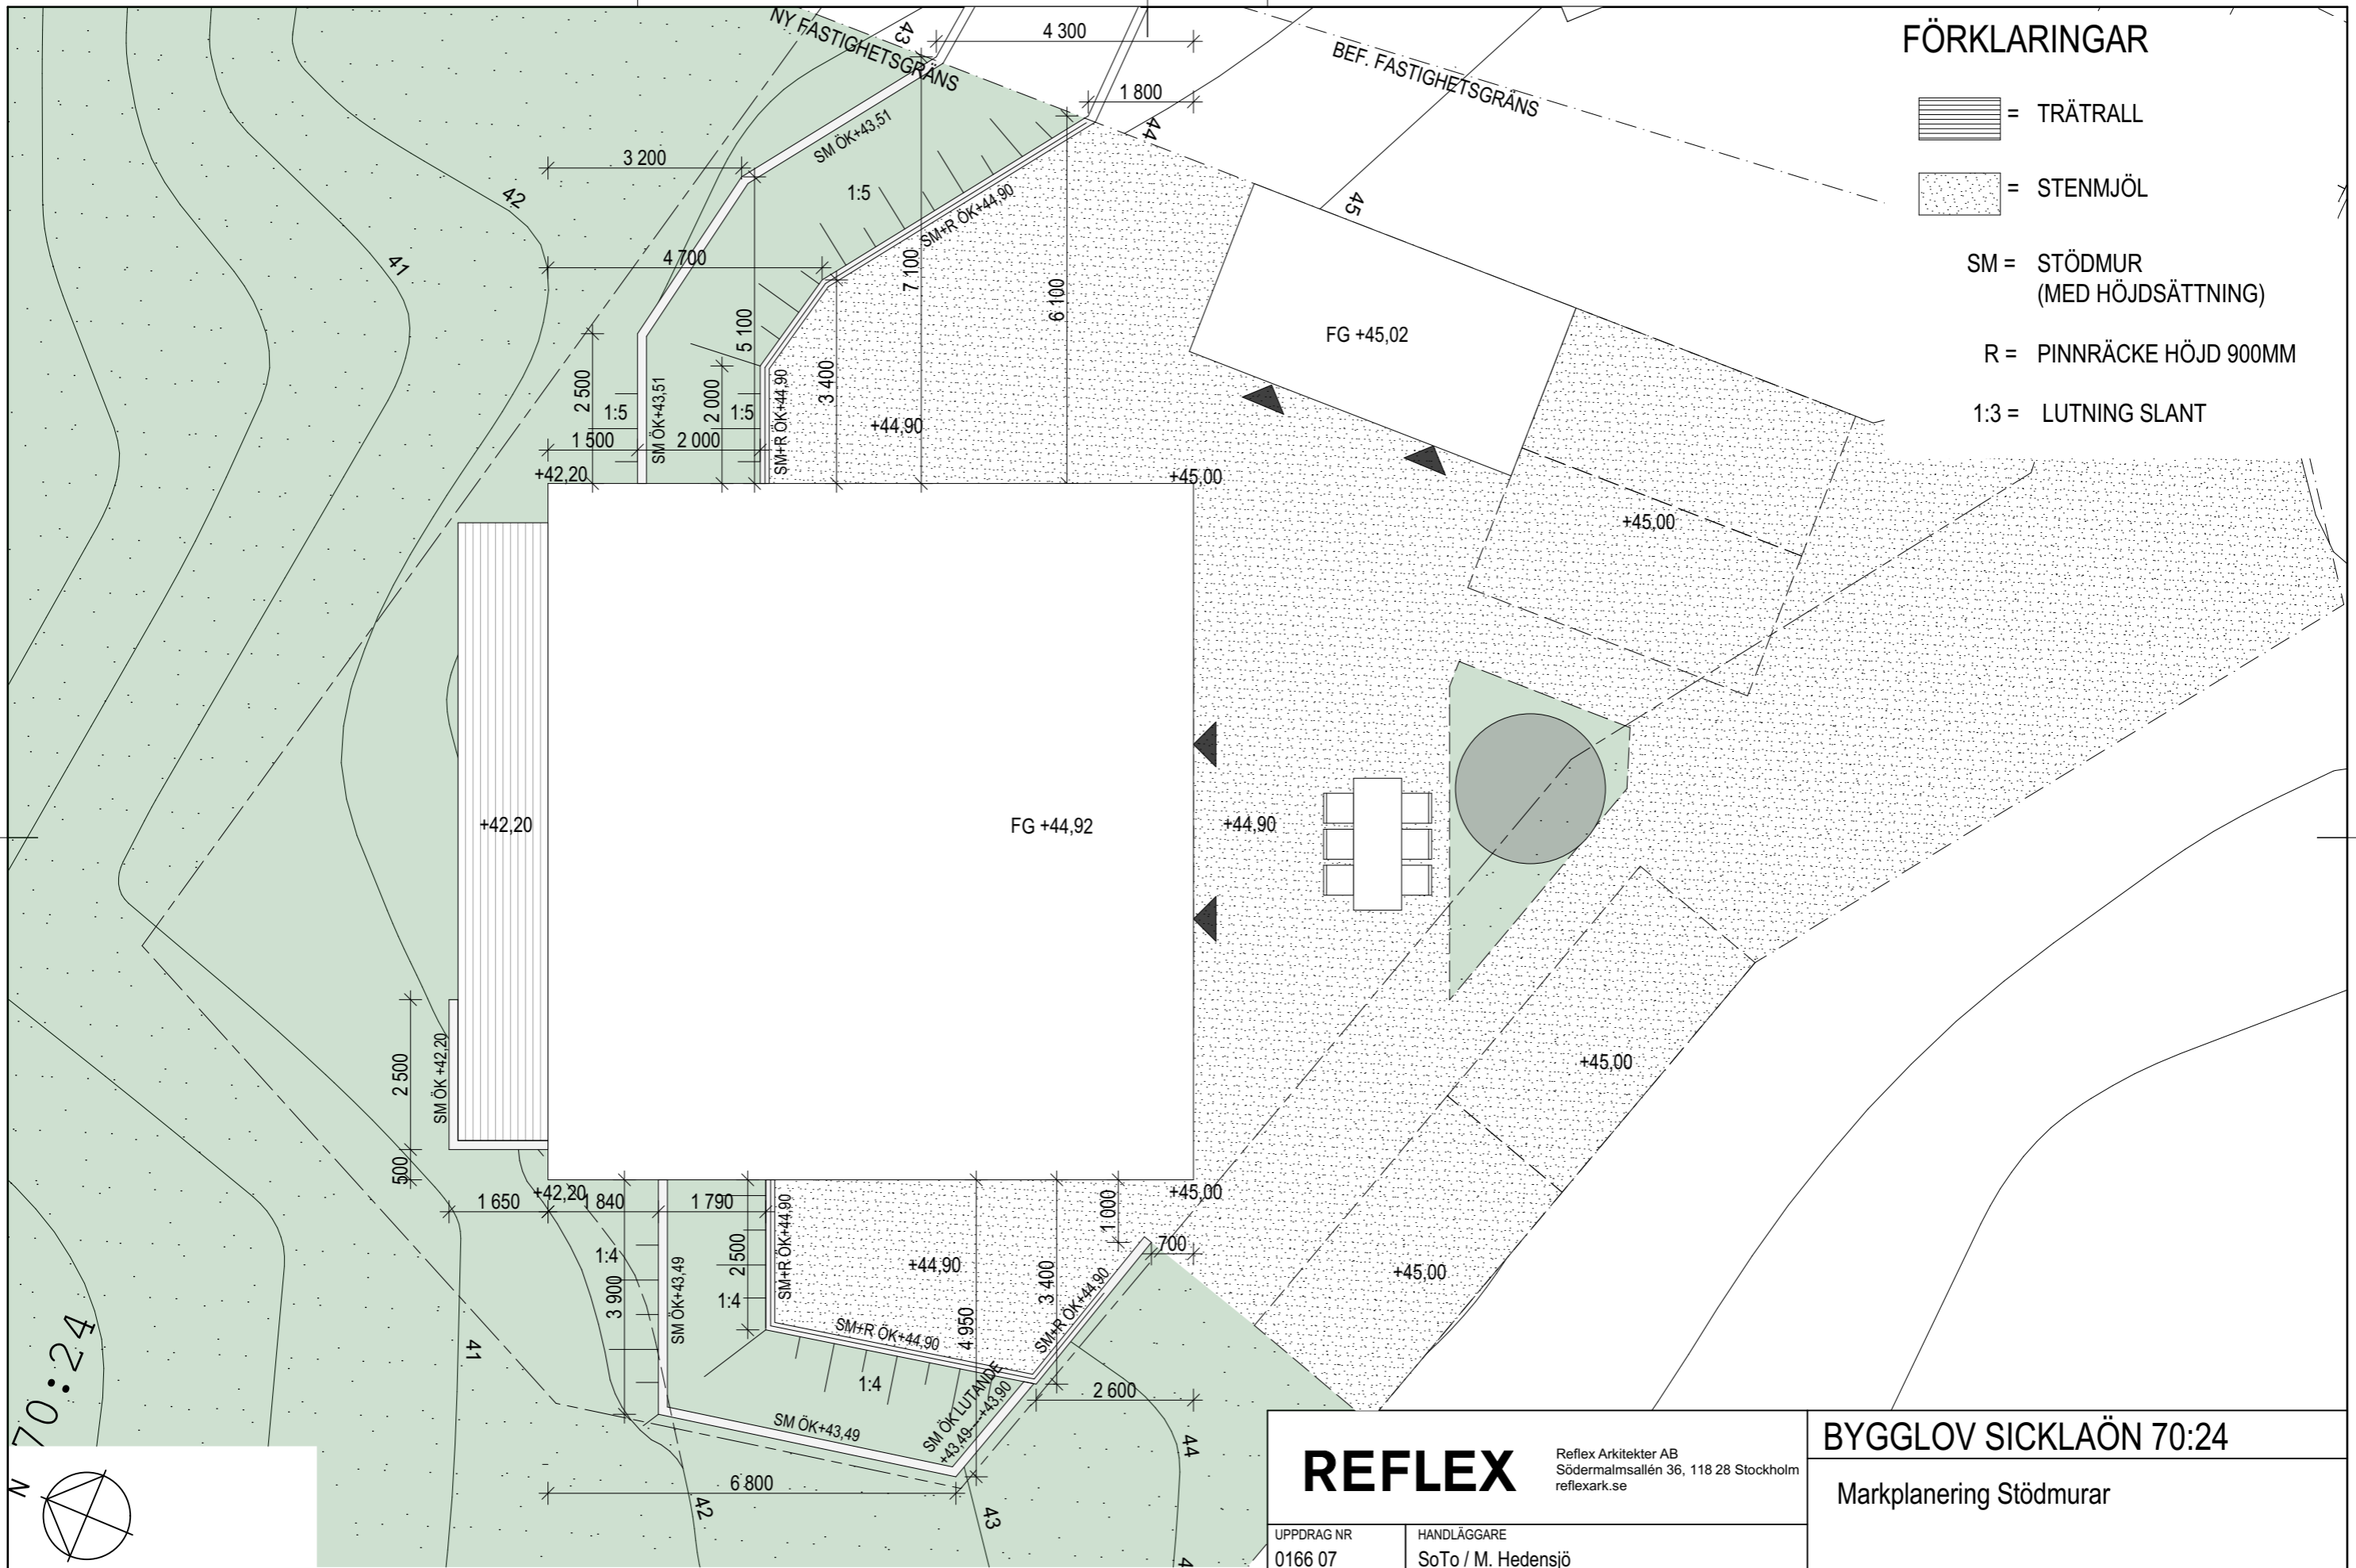 NY FASTIGHETSGRÄNS
43
4 300
BEF. FASTIGHETSGRÄNS
FÖRKLARINGAR
1 800
= TRÄTRALL
SM ÖK+43,51
44
3 200
42
1:5
= STENMJÖL
SM+R ÖK+44,90
45
41
4 700
7 100
6 100
SM = STÖDMUR
(MED HÖJDSÄTTNING)
5 100
FG +45,02
R = PINNRÄCKE HÖJD 900MM
2 500
1:5
SM ÖK+43,51
2 000
1:5
SM+R ÖK+44,90
3 400
1:3 = LUTNING SLANT
+44,90
1 500
2 000
+42,20
+45,00
+45,00
+42,20
FG +44,92
+44,90
2 500
SM ÖK +42,20
+45,00
500
1 650
+42,20
1 840
1 790
1 000
+45,00
700
1:4
3 900
SM ÖK+43,49
2 500
1:4
SM+R ÖK+44,90
+44,90
3 400
4 950
SM+R ÖK+44,90
+45,00
SM+R ÖK+44,90
41
1:4
2 600
SM ÖK LUTANDE
+43,49---+43,90
SM ÖK+43,49
44
70:24
6 800
42
43
N
REFLEX
Reflex Arkitekter AB
Södermalmsallén 36, 118 28 Stockholm
reflexark.se
BYGGLOV SICKLAÖN 70:24
Markplanering Stödmurar
UPPDRAG NR
0166 07
HANDLÄGGARE
SoTo / M. Hedensjö